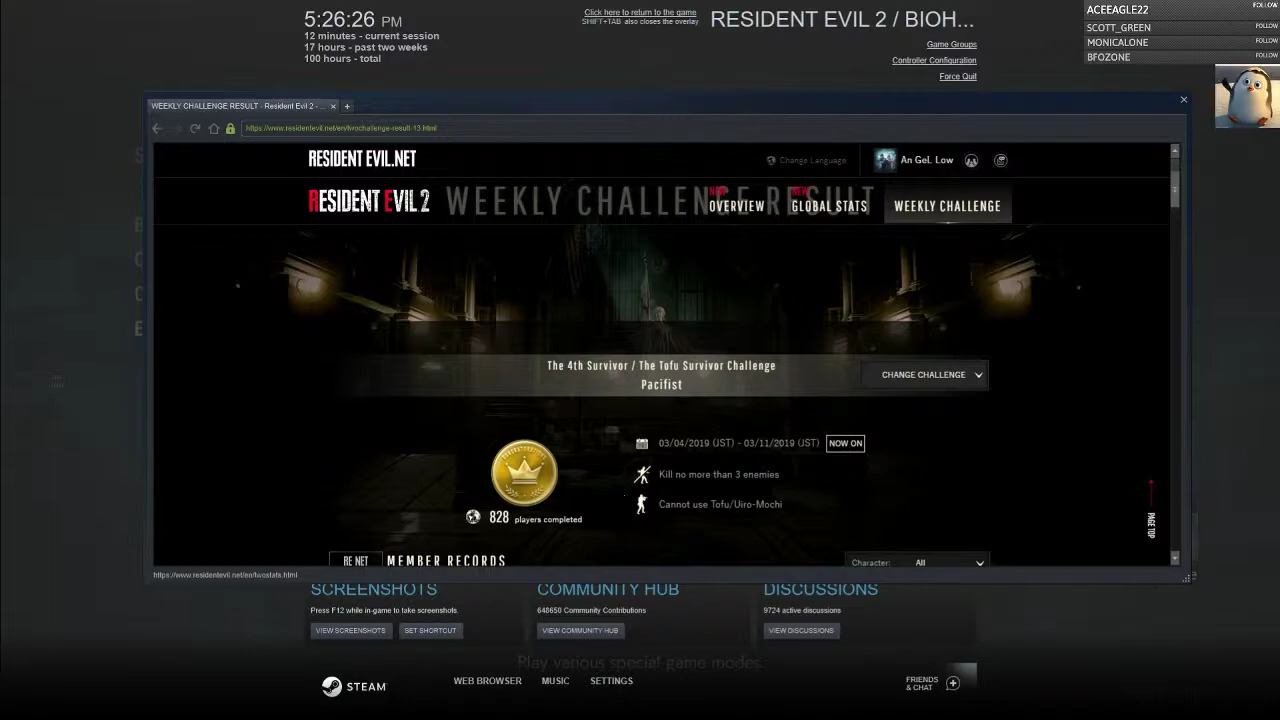 5:26:26 PM
12 minutes - current session
17 hours - past two weeks
100 hours - total
Click here to return to the game
SHIFT+TAB also closes the overlay
RESIDENT EVIL 2 / BIOH...
Game Groups
Controller Configuration
Force Quit
ACEEAGLE22 FOLLOW
SCOTT_GREEN FOLLOW
MONICALONE FOLLOW
BFOZONE FOLLOW
WEEKLY CHALLENGE RESULT - Resident Evil 2 - ... × +
https://www.residentevil.net/en/twochallenge-result-13.html
RESIDENT EVIL.NET
Change Language
An GeL. Low
RESIDENT EVIL 2
WEEKLY CHALLENGE RESULT
NEW
OVERVIEW
NEW
GLOBAL STATS
WEEKLY CHALLENGE
The 4th Survivor / The Tofu Survivor Challenge
Pacifist
CHANGE CHALLENGE
03/04/2019 (JST) - 03/11/2019 (JST) NOW ON
Kill no more than 3 enemies
Cannot use Tofu/Uiro-Mochi
828 players completed
PAGE TOP
RE NET MEMBER RECORDS
Character: All
https://www.residentevil.net/en/twostats.html
SCREENSHOTS
Press F12 while in-game to take screenshots.
VIEW SCREENSHOTS SET SHORTCUT
COMMUNITY HUB
648650 Community Contributions
VIEW COMMUNITY HUB
DISCUSSIONS
9724 active discussions
VIEW DISCUSSIONS
Play various special game modes.
STEAM
WEB BROWSER MUSIC SETTINGS
FRIENDS
& CHAT